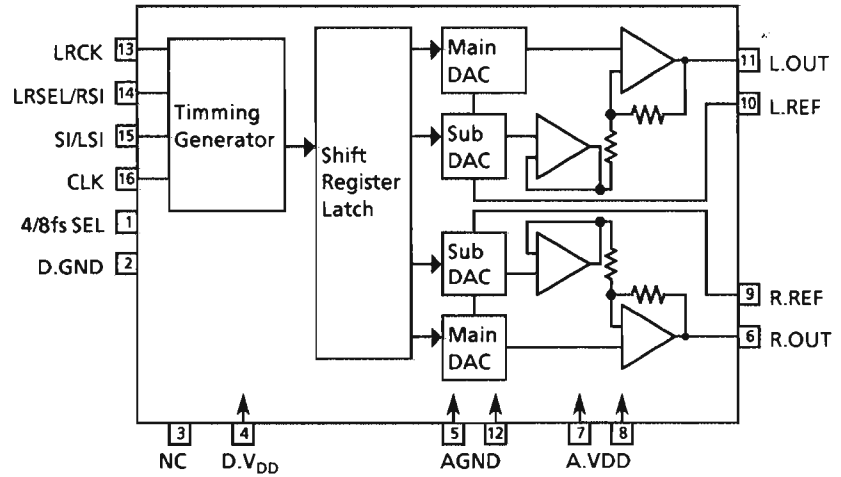 LRCK 13
LRSEL/RSI 14
SI/LSI 15
CLK 16
4/8fs SEL 1
D.GND 2
Timming
Generator
Shift
Register
Latch
Main
DAC
Sub
DAC
Sub
DAC
Main
DAC
11 L.OUT
10 L.REF
9 R.REF
6 R.OUT
3 4 5 12 7 8
NC D.VDD AGND A.VDD